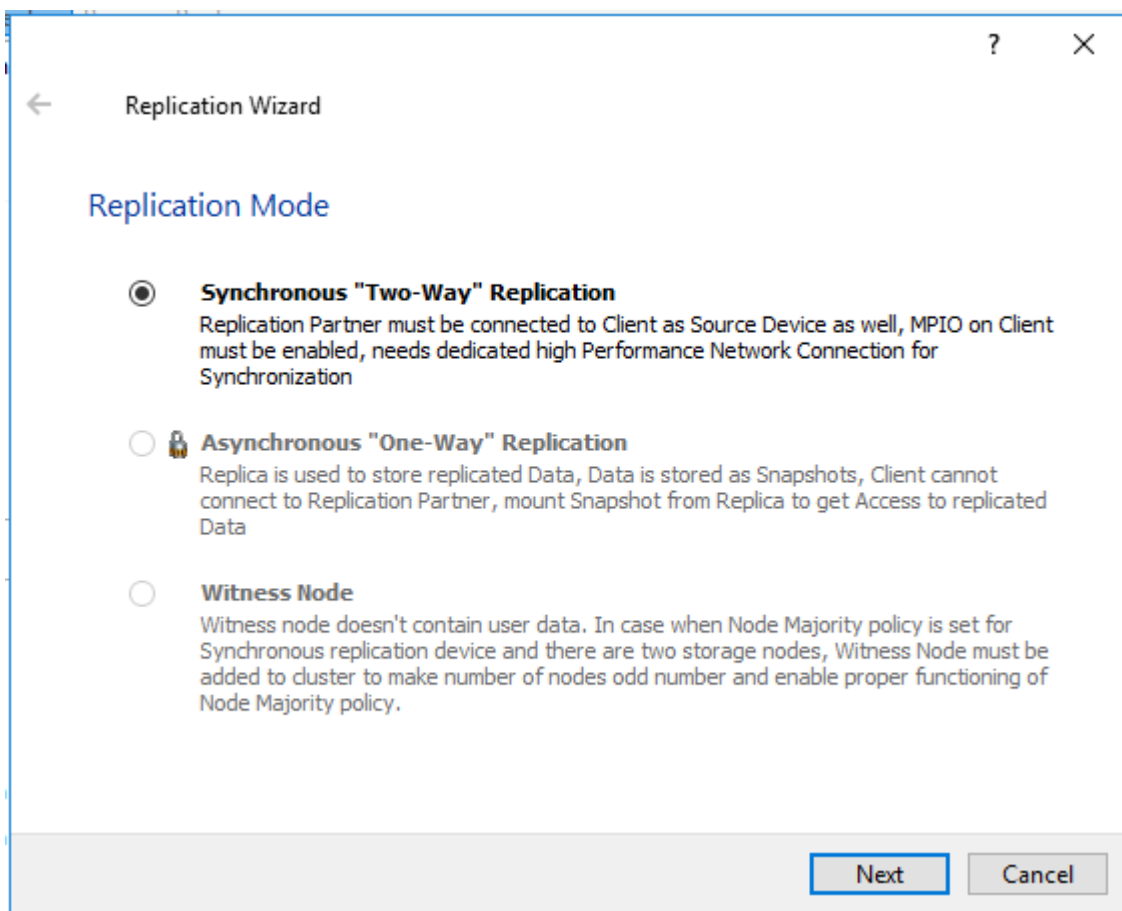 ?
Replication Wizard
Replication Mode
Synchronous "Two-Way" Replication
Replication Partner must be connected to Client as Source Device as well, MPIO on Client
must be enabled, needs dedicated high Performance Network Connection for
Synchronization
Asynchronous "One-Way" Replication
Replica is used to store replicated Data, Data is stored as Snapshots, Client cannot
connect to Replication Partner, mount Snapshot from Replica to get Access to replicated
Data
Witness Node
Witness node doesn't contain user data. In case when Node Majority policy is set for
Synchronous replication device and there are two storage nodes, Witness Node must be
added to cluster to make number of nodes odd number and enable proper functioning of
Node Majority policy.
Next Cancel